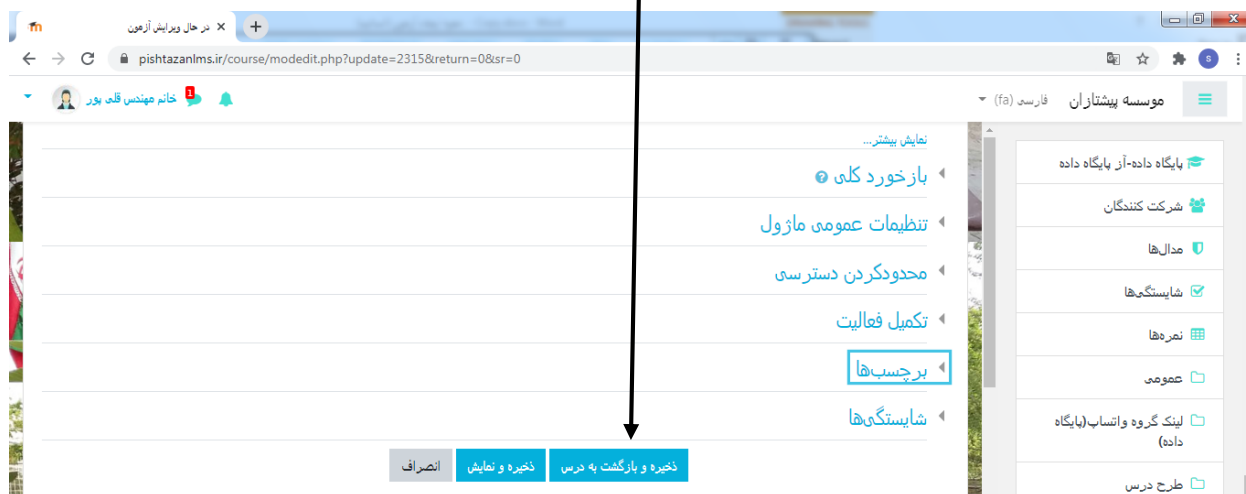 در حال ویرایش آزمون
pishtazanlms.ir/course/modedit.php?update=2315&return=0&sr=0
S
موسسه پیشتازان
فارسی ‎(fa)‎
1
خانم مهندس قلی پور
پایگاه داده-آز پایگاه داده
شرکت کنندگان
مدال‌ها
شایستگی‌ها
نمره‌ها
عمومی
لینک گروه واتساپ(پایگاه
داده)
طرح درس
نمایش بیشتر...
بازخورد کلی
تنظیمات عمومی ماژول
محدودکردن دسترسی
تکمیل فعالیت
برچسب‌ها
شایستگی‌ها
ذخیره و بازگشت به درس
ذخیره و نمایش
انصراف